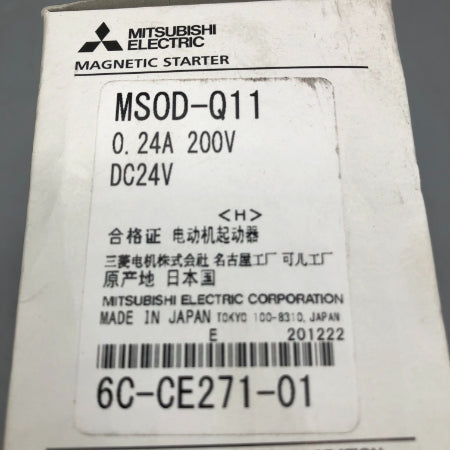 MITSUBISHI
ELECTRIC
MAGNETIC STARTER
MSOD-Q11
0.24A 200V
DC24V
<H>
合格证 电动机起动器
三菱电机株式会社 名古屋工厂 可儿工厂
原产地 日本国
MITSUBISHI ELECTRIC CORPORATION
MADE IN JAPAN TOKYO 100-8310, JAPAN
E 201222
6C-CE271-01